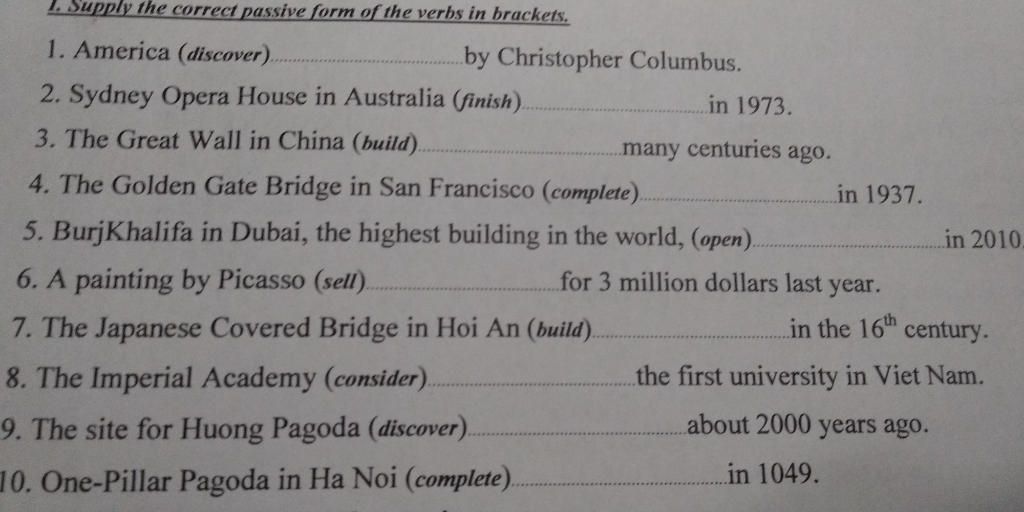 I. Supply the correct passive form of the verbs in brackets.
1. America (discover)..............................by Christopher Columbus.
2. Sydney Opera House in Australia (finish)..............................in 1973.
3. The Great Wall in China (build)..............................many centuries ago.
4. The Golden Gate Bridge in San Francisco (complete)..............................in 1937.
5. BurjKhalifa in Dubai, the highest building in the world, (open)..............................in 2010.
6. A painting by Picasso (sell)..............................for 3 million dollars last year.
7. The Japanese Covered Bridge in Hoi An (build)..............................in the 16th century.
8. The Imperial Academy (consider)..............................the first university in Viet Nam.
9. The site for Huong Pagoda (discover)..............................about 2000 years ago.
10. One-Pillar Pagoda in Ha Noi (complete)..............................in 1049.